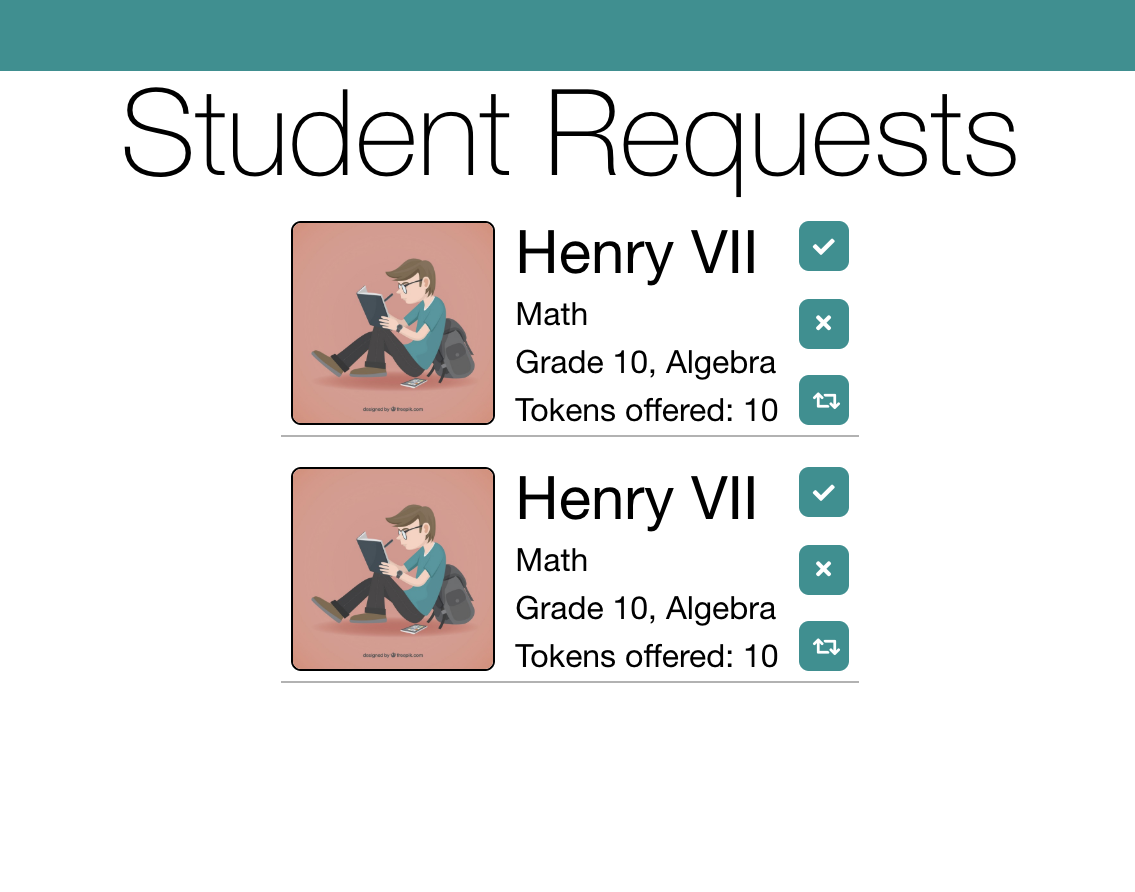 Student Requests
Henry VII
Math
Grade 10, Algebra
Tokens offered: 10
designed by freepik.com
Henry VII
Math
Grade 10, Algebra
Tokens offered: 10
designed by freepik.com